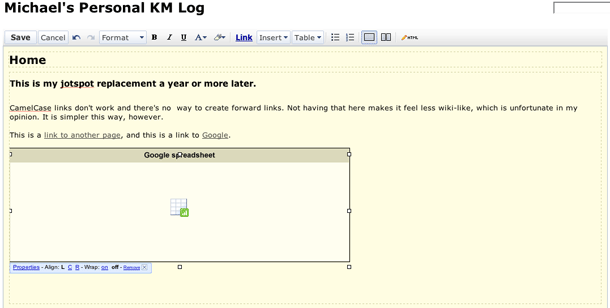 Michael's Personal KM Log
Save Cancel Format B I U A Link Insert Table HTML
Home
This is my jotspot replacement a year or more later.
CamelCase links don't work and there's no way to create forward links. Not having that here makes it feel less wiki-like, which is unfortunate in my
opinion. It is simpler this way, however.
This is a link to another page, and this is a link to Google.
Google spreadsheet
Properties - Align: L C R - Wrap: on off - Remove